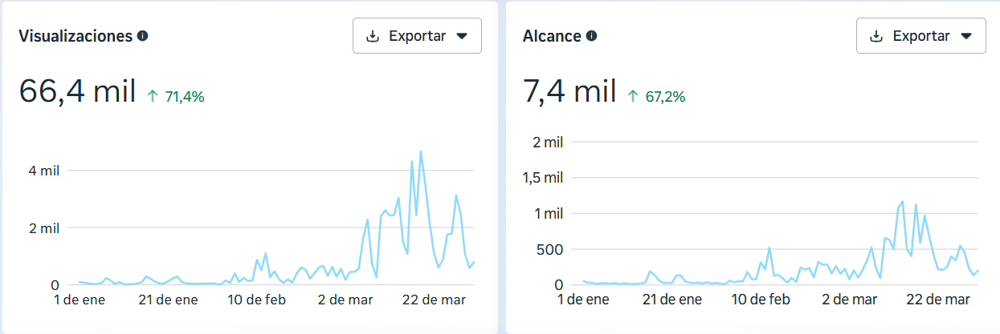 Visualizaciones
Exportar
66,4 mil ↑ 71,4%
4 mil
2 mil
0
1 de ene 21 de ene 10 de feb 2 de mar 22 de mar
Alcance
Exportar
7,4 mil ↑ 67,2%
2 mil
1,5 mil
1 mil
500
0
1 de ene 21 de ene 10 de feb 2 de mar 22 de mar